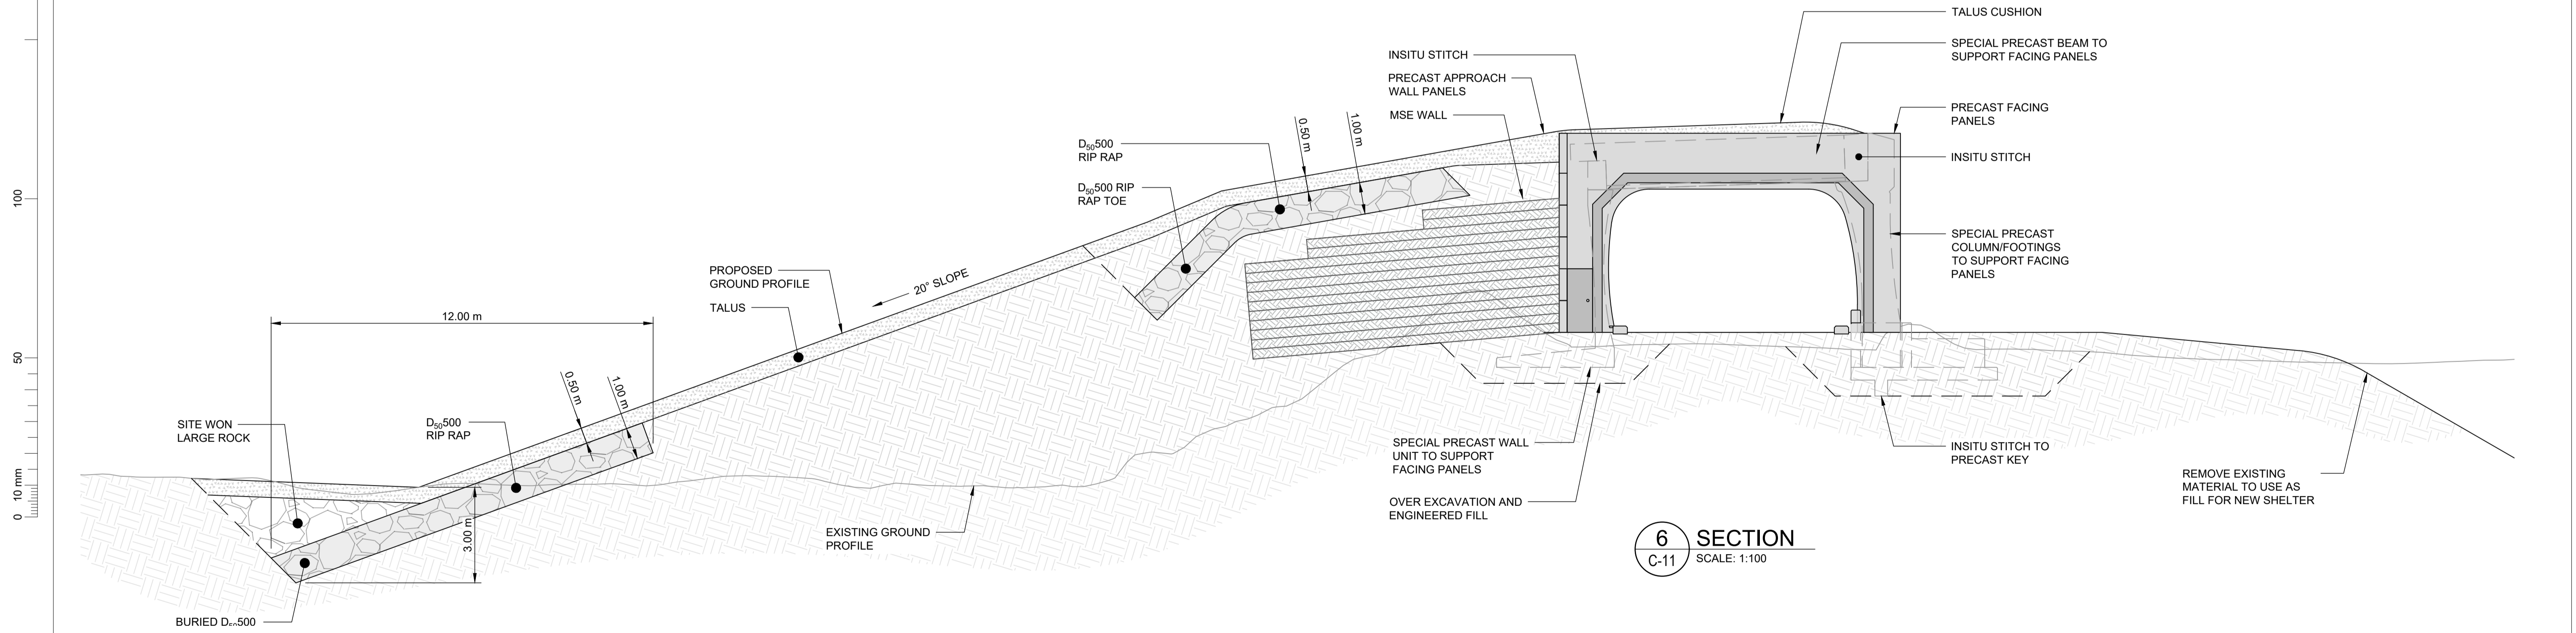 TALUS CUSHION
SPECIAL PRECAST BEAM TO
SUPPORT FACING PANELS
INSITU STITCH
PRECAST APPROACH
WALL PANELS
MSE WALL
PRECAST FACING
PANELS
INSITU STITCH
0.50 m
1.00 m
D50500
RIP RAP
D50500 RIP
RAP TOE
SPECIAL PRECAST
COLUMN/FOOTINGS
TO SUPPORT FACING
PANELS
20° SLOPE
PROPOSED
GROUND PROFILE
TALUS
12.00 m
0.50 m
1.00 m
SITE WON
LARGE ROCK
D50500
RIP RAP
3.00 m
EXISTING GROUND
PROFILE
SPECIAL PRECAST WALL
UNIT TO SUPPORT
FACING PANELS
OVER EXCAVATION AND
ENGINEERED FILL
INSITU STITCH TO
PRECAST KEY
REMOVE EXISTING
MATERIAL TO USE AS
FILL FOR NEW SHELTER
BURIED D50500
6
C-11
SECTION
SCALE: 1:100
100
50
10 mm
0